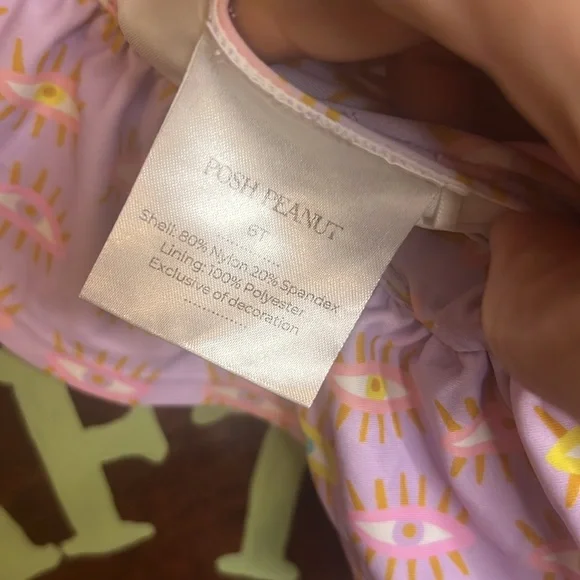 POSH PEANUT
6T
Shell: 80% Nylon 20% Spandex
Lining: 100% Polyester
Exclusive of decoration